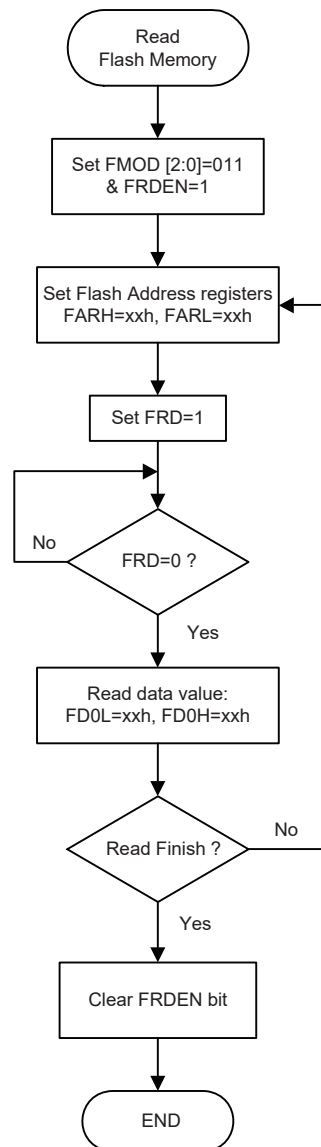 Read
Flash Memory
Set FMOD [2:0]=011
& FRDEN=1
Set Flash Address registers
FARH=xxh, FARL=xxh
Set FRD=1
No
FRD=0 ?
Yes
Read data value:
FD0L=xxh, FD0H=xxh
Read Finish ?
No
Yes
Clear FRDEN bit
END